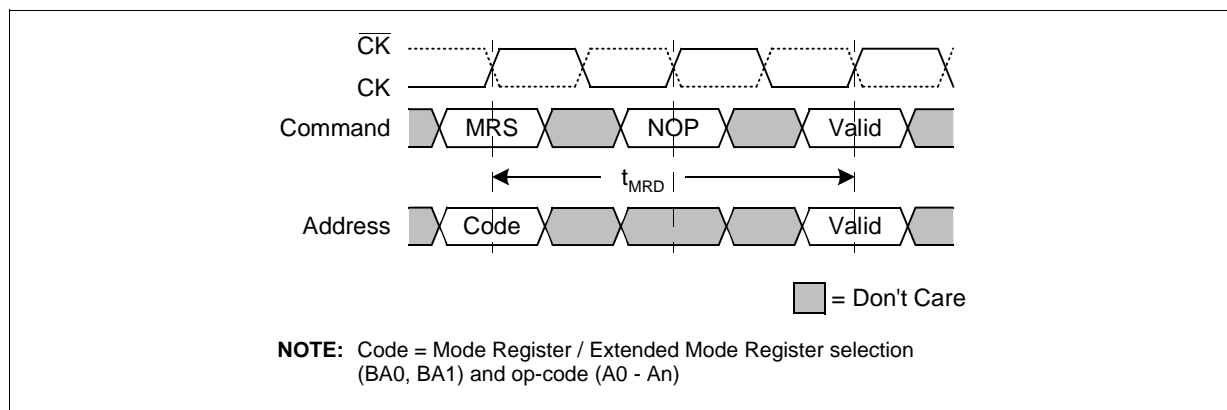 C̅K̅
CK
Command MRS NOP Valid
tMRD
Address Code Valid
= Don't Care
NOTE: Code = Mode Register / Extended Mode Register selection
(BA0, BA1) and op-code (A0 - An)